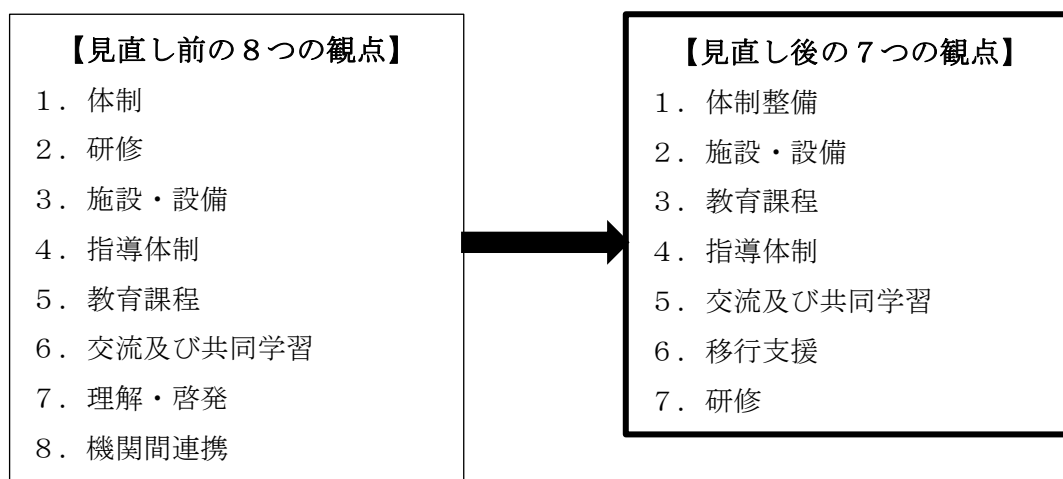 【見直し前の８つの観点】
１．体制
２．研修
３．施設・設備
４．指導体制
５．教育課程
６．交流及び共同学習
７．理解・啓発
８．機関間連携
【見直し後の７つの観点】
１．体制整備
２．施設・設備
３．教育課程
４．指導体制
５．交流及び共同学習
６．移行支援
７．研修